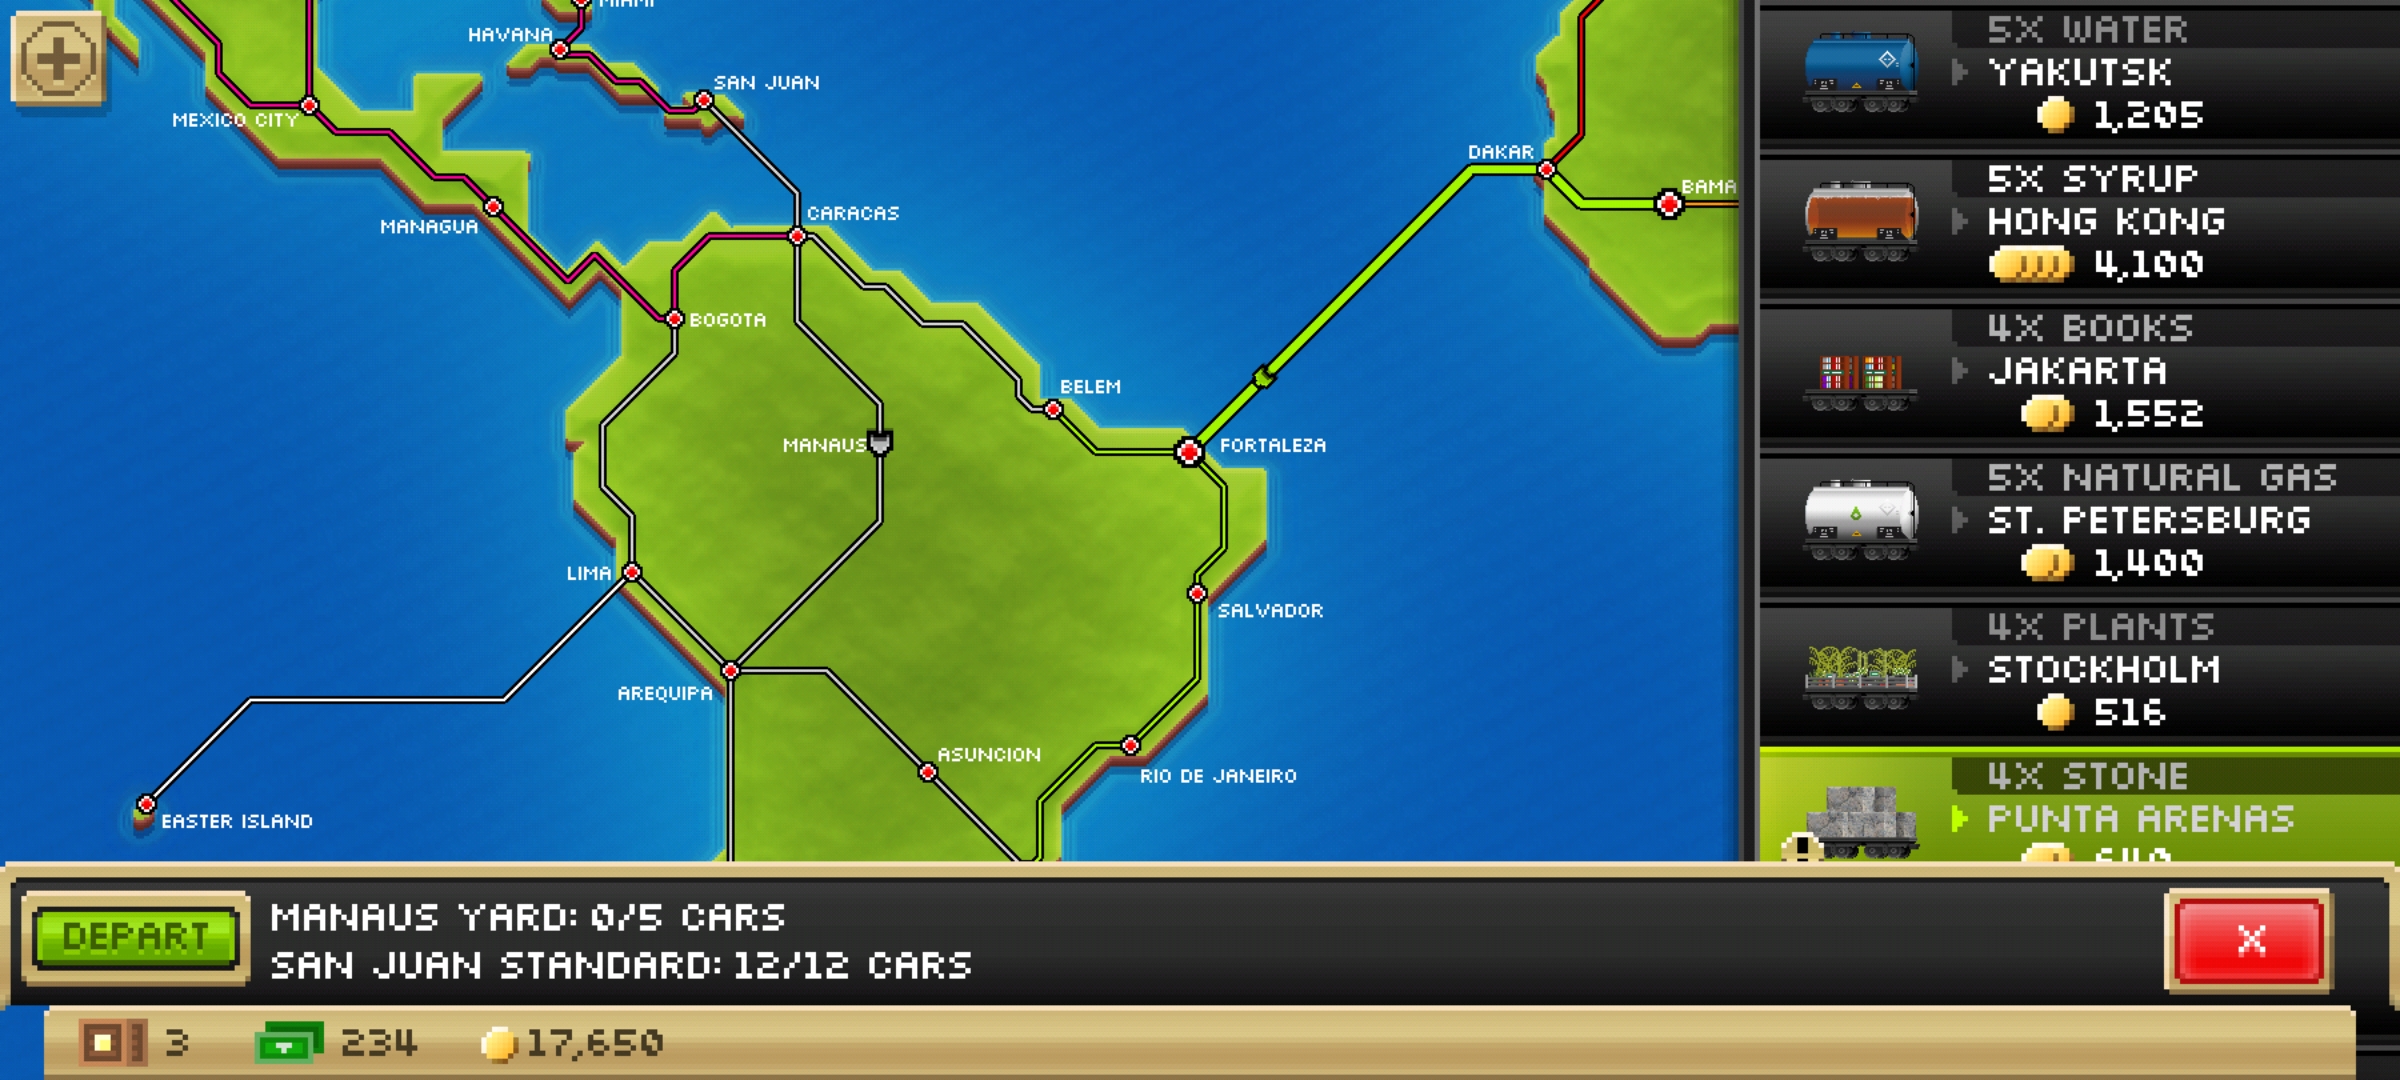 MIAMI
HAVANA
SAN JUAN
MEXICO CITY
MANAGUA
CARACAS
BOGOTA
DAKAR
BAMA
BELEM
MANAUS
FORTALEZA
LIMA
SALVADOR
AREQUIPA
ASUNCION
RIO DE JANEIRO
EASTER ISLAND
5X WATER
YAKUTSK
1,205
5X SYRUP
HONG KONG
4,100
4X BOOKS
JAKARTA
1,552
5X NATURAL GAS
ST. PETERSBURG
1,400
4X PLANTS
STOCKHOLM
516
4X STONE
PUNTA ARENAS
DEPART
MANAUS YARD: 0/5 CARS
SAN JUAN STANDARD: 12/12 CARS
X
3
234
17,650